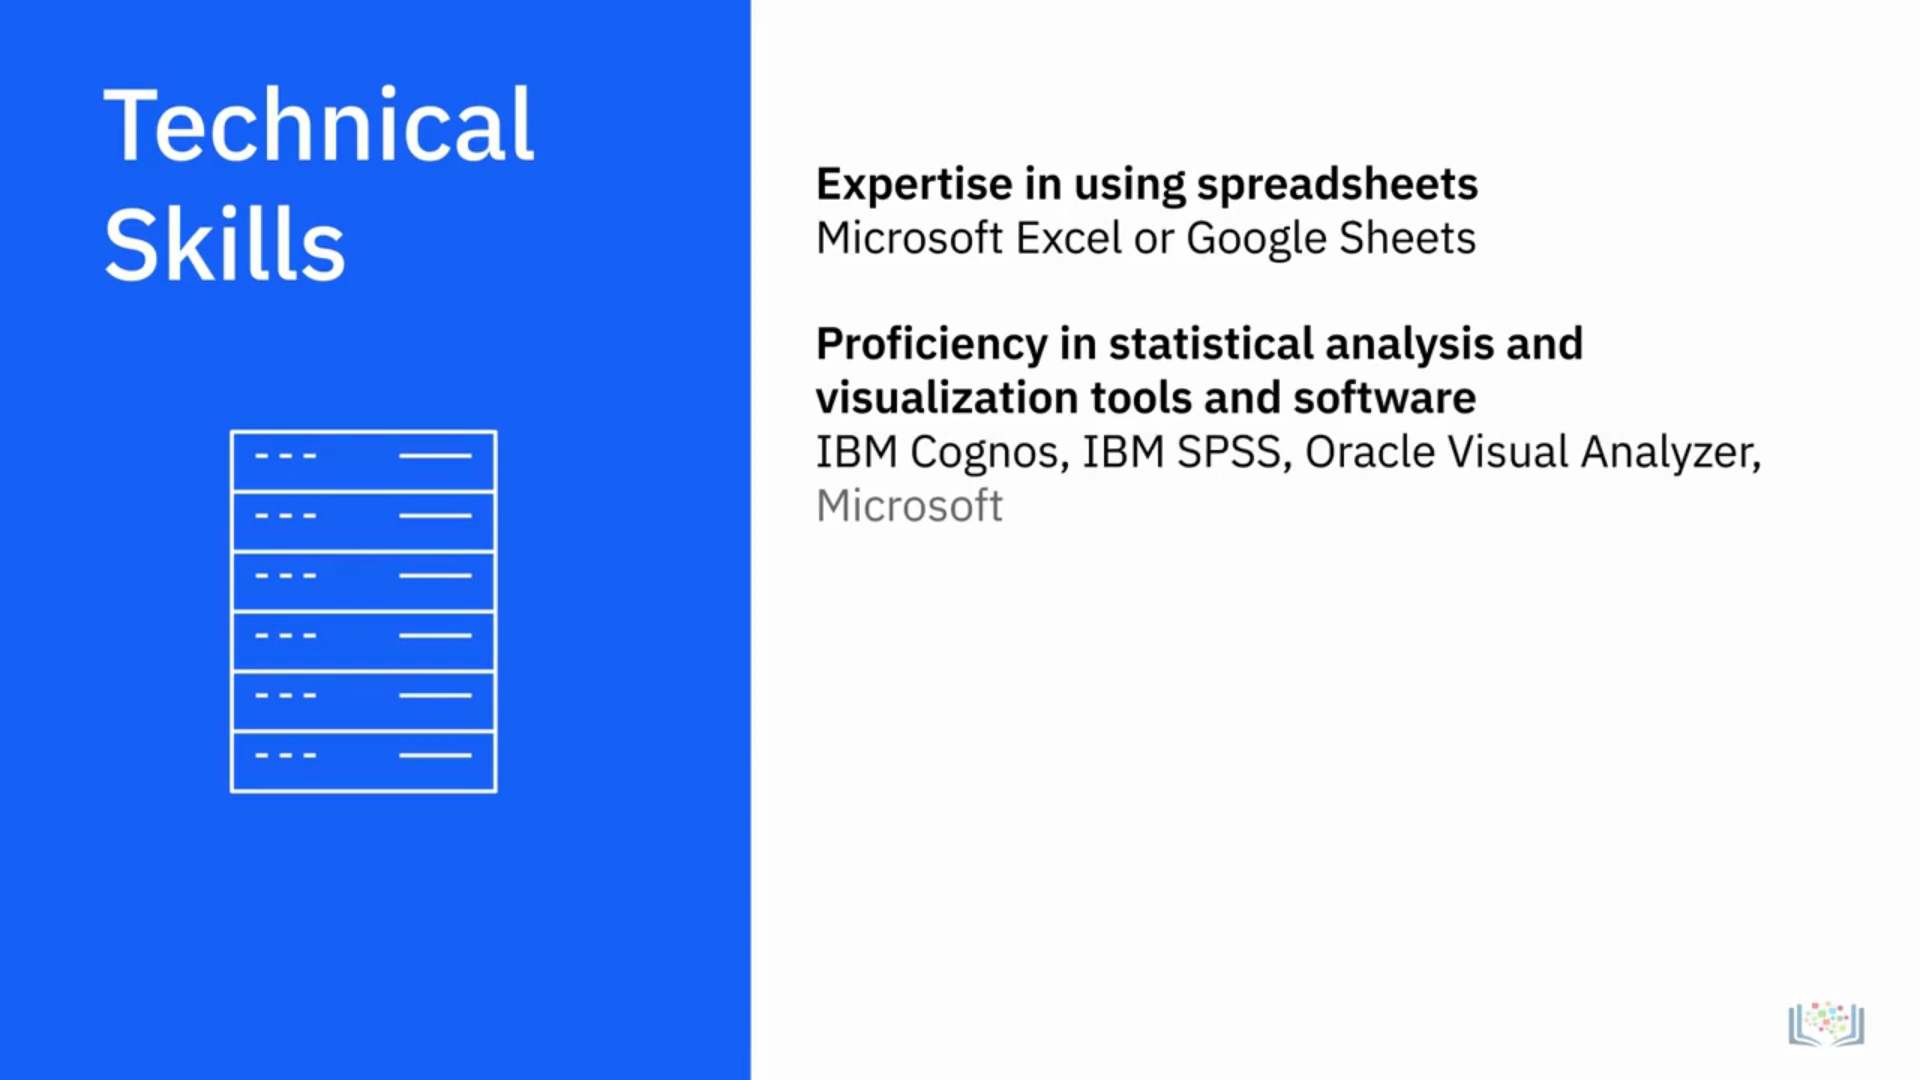 Technical
Skills
Expertise in using spreadsheets
Microsoft Excel or Google Sheets
Proficiency in statistical analysis and
visualization tools and software
IBM Cognos, IBM SPSS, Oracle Visual Analyzer,
Microsoft